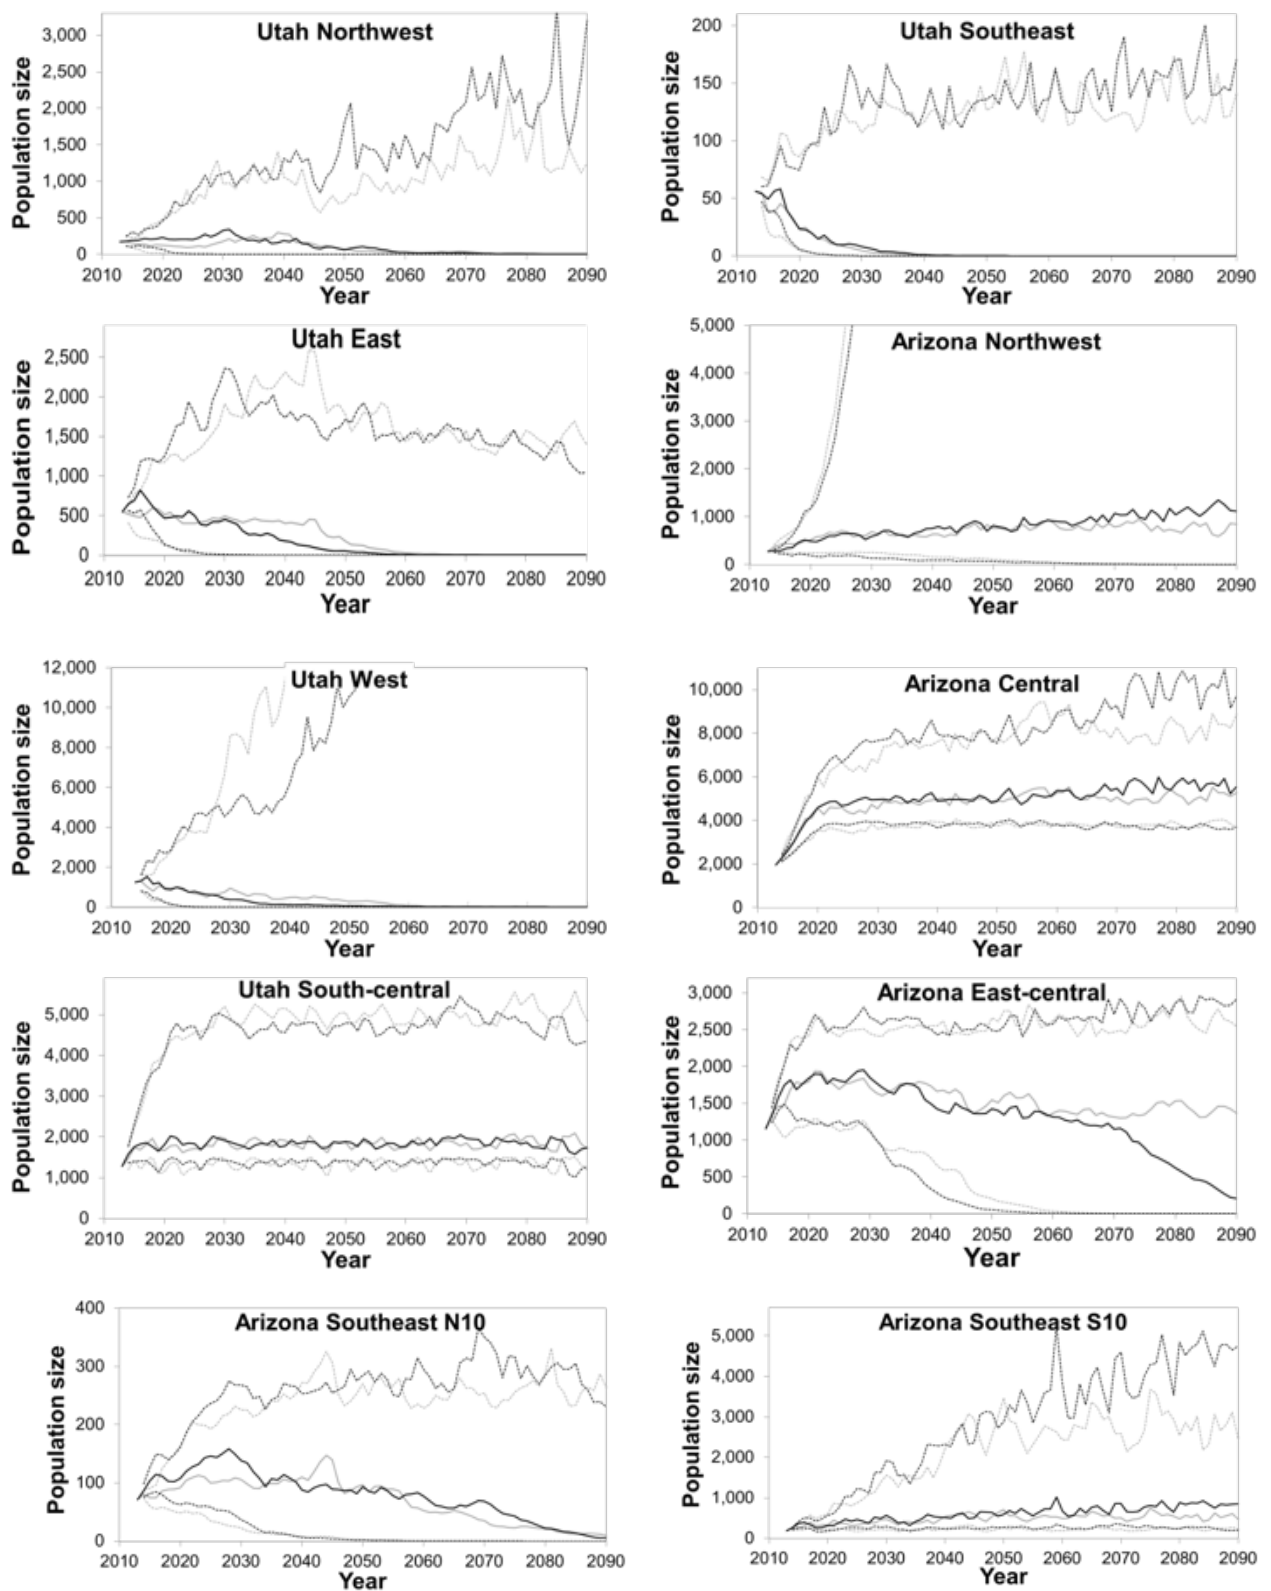 Utah Northwest
Population size
3,000
2,500
2,000
1,500
1,000
500
0
2010 2020 2030 2040 2050 2060 2070 2080 2090
Year
Utah Southeast
Population size
200
150
100
50
0
2010 2020 2030 2040 2050 2060 2070 2080 2090
Year
Utah East
Population size
2,500
2,000
1,500
1,000
500
0
2010 2020 2030 2040 2050 2060 2070 2080 2090
Year
Arizona Northwest
Population size
5,000
4,000
3,000
2,000
1,000
0
2010 2020 2030 2040 2050 2060 2070 2080 2090
Year
Utah West
Population size
12,000
10,000
8,000
6,000
4,000
2,000
0
2010 2020 2030 2040 2050 2060 2070 2080 2090
Year
Arizona Central
Population size
10,000
8,000
6,000
4,000
2,000
0
2010 2020 2030 2040 2050 2060 2070 2080 2090
Year
Utah South-central
Population size
5,000
4,000
3,000
2,000
1,000
0
2010 2020 2030 2040 2050 2060 2070 2080 2090
Year
Arizona East-central
Population size
3,000
2,500
2,000
1,500
1,000
500
0
2010 2020 2030 2040 2050 2060 2070 2080 2090
Year
Arizona Southeast N10
Population size
400
300
200
100
0
2010 2020 2030 2040 2050 2060 2070 2080 2090
Year
Arizona Southeast S10
Population size
5,000
4,000
3,000
2,000
1,000
0
2010 2020 2030 2040 2050 2060 2070 2080 2090
Year